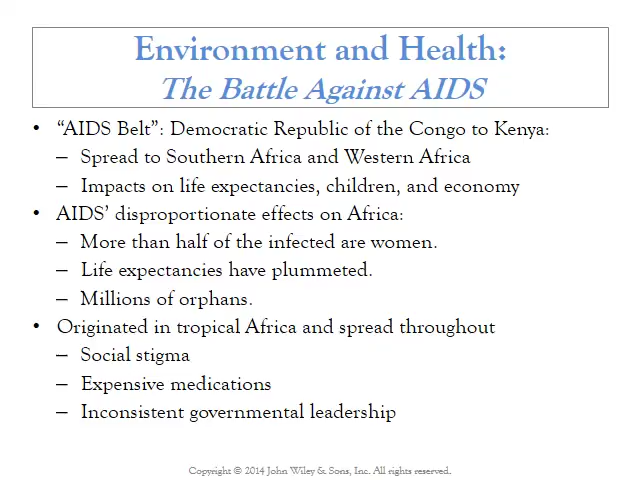 Environment and Health:
The Battle Against AIDS
• “AIDS Belt”: Democratic Republic of the Congo to Kenya:
– Spread to Southern Africa and Western Africa
– Impacts on life expectancies, children, and economy
• AIDS’ disproportionate effects on Africa:
– More than half of the infected are women.
– Life expectancies have plummeted.
– Millions of orphans.
• Originated in tropical Africa and spread throughout
– Social stigma
– Expensive medications
– Inconsistent governmental leadership
Copyright © 2014 John Wiley & Sons, Inc. All rights reserved.